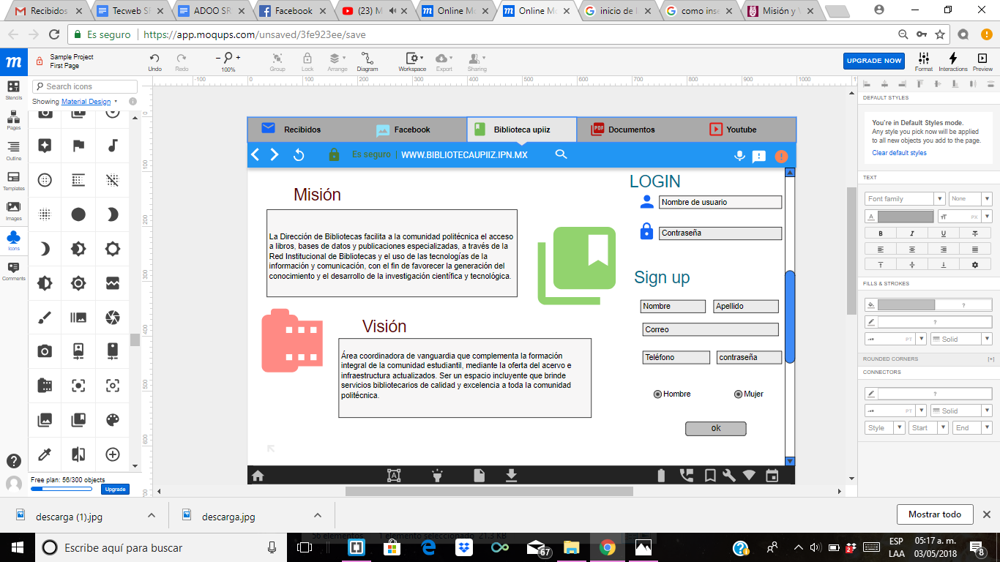 Recibidos
Tecweb S
ADOO SR
Facebook
(23) M
Online Mo
Online Mo
inicio de
como inse
Misión y
Es seguro | https://app.moqups.com/unsaved/3fe923ee/save
m
Sample Project
First Page
Undo
Redo
100%
Group
Lock
Arrange
Diagram
Workspace
Export
Sharing
UPGRADE NOW
Format
Interactions
Preview
Stencils
Pages
Outline
Templates
Images
Icons
Comments
Search icons
Showing Material Design
-100 0 100 200 300 400 500 600 700 800 900 1000
0
100
200
300
400
500
600
Recibidos
Facebook
Biblioteca upiiz
PDF
Documentos
Youtube
Es seguro | WWW.BIBLIOTECAUPIIZ.IPN.MX
Misión
La Dirección de Bibliotecas facilita a la comunidad politécnica el acceso
a libros, bases de datos y publicaciones especializadas, a través de la
Red Institucional de Bibliotecas y el uso de las tecnologías de la
información y comunicación, con el fin de favorecer la generación del
conocimiento y el desarrollo de la investigación científica y tecnológica.
Visión
Área coordinadora de vanguardia que complementa la formación
integral de la comunidad estudiantil, mediante la oferta del acervo e
infraestructura actualizados. Ser un espacio incluyente que brinde
servicios bibliotecarios de calidad y excelencia a toda la comunidad
politécnica.
LOGIN
Nombre de usuario
Contraseña
Sign up
Nombre
Apellido
Correo
Teléfono
contraseña
Hombre
Mujer
ok
A
DEFAULT STYLES
You're in Default Styles mode.
Any style you pick now will be applied
to all new objects you add to the page.
Clear default styles
TEXT
Font family
None
A
PX
B
I
U
FILLS & STROKES
?
?
PT
Solid
ROUNDED CORNERS [+]
CONNECTORS
?
PT
Solid
Style
Start
End
Free plan: 56/300 objects
Upgrade
descarga (1).jpg
descarga.jpg
Mostrar todo
56 elementos 1 elemento seleccionado 21.3 KB
Escribe aquí para buscar
67
2
ESP
LAA
05:17 a. m.
03/05/2018
8